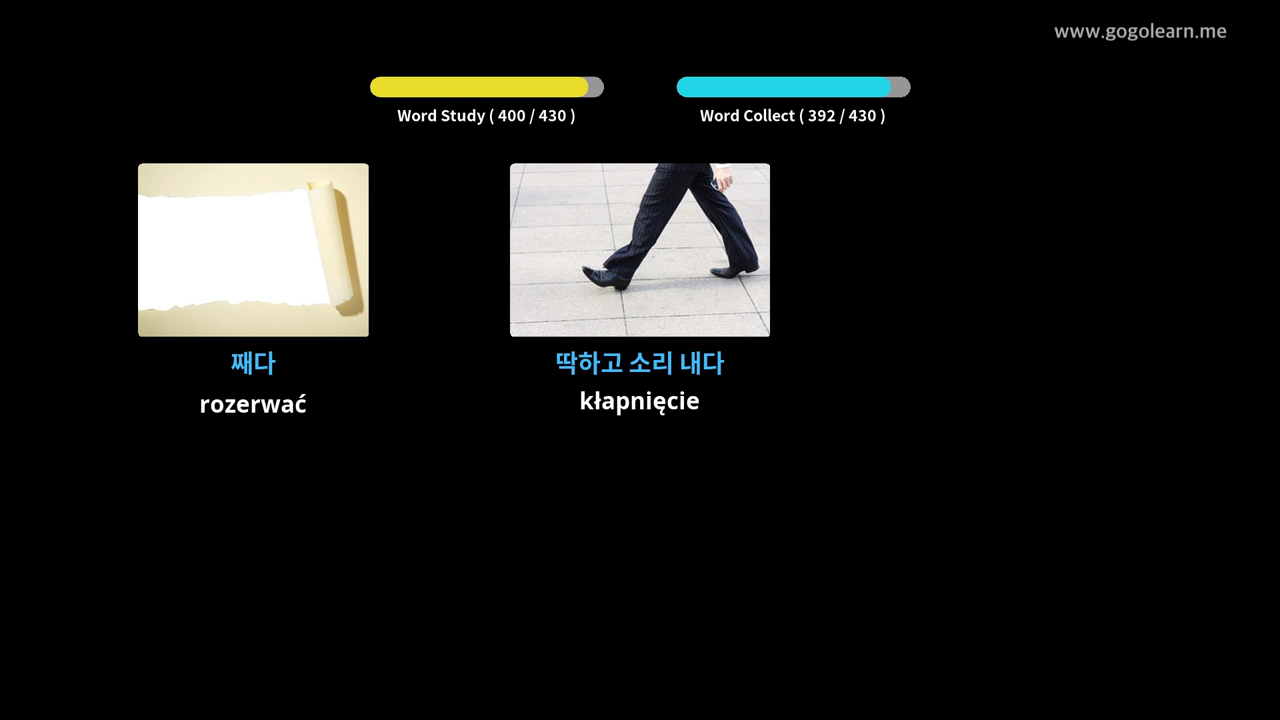 www.gogolearn.me
Word Study ( 400 / 430 )
Word Collect ( 392 / 430 )
째다
rozerwać
딱하고 소리 내다
kłapnięcie